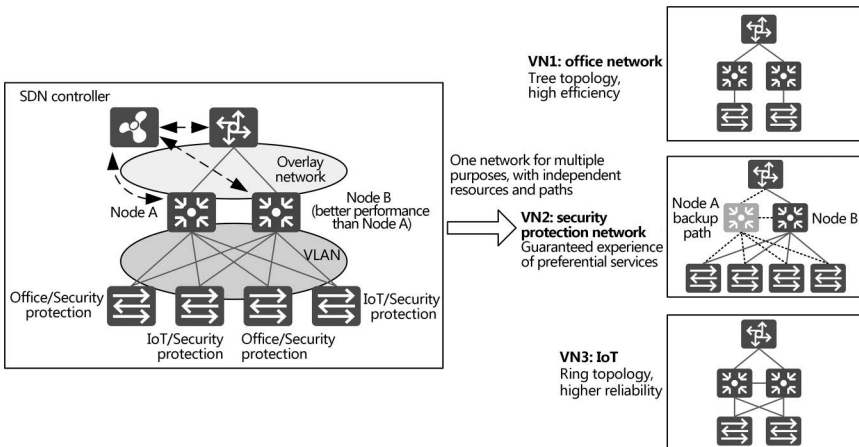 SDN controller
Overlay
network
Node A
Node B
(better performance
than Node A)
VLAN
Office/Security
protection
IoT/Security
protection
Office/Security
protection
IoT/Security
protection
One network for multiple
purposes, with independent
resources and paths
VN1: office network
Tree topology,
high efficiency
VN2: security
protection network
Guaranteed experience
of preferential services
Node A
backup
path
Node B
VN3: IoT
Ring topology,
higher reliability